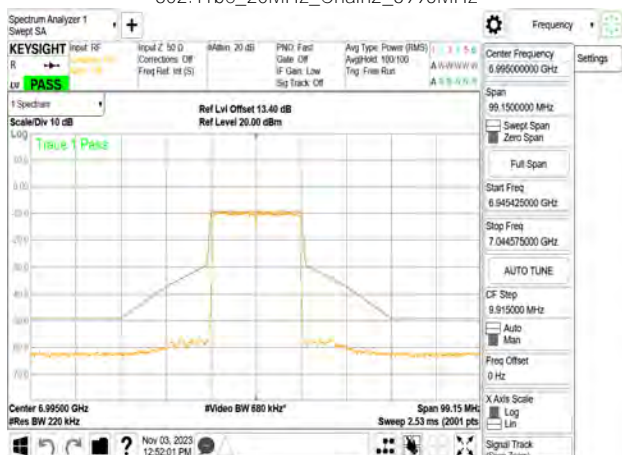 Spectrum Analyzer 1
Swept SA
Frequency
Settings
KEYSIGHT
Input: RF
R
LVI
PASS
Input Z: 50 Ω
Corrections: Off
Freq Ref: Int (S)
#Atten: 20 dB
PNO: Fast
Gate: Off
IF Gain: Low
Sig Track: Off
Avg Type: Power (RMS)
Avg|Hold: 100/100
Trig: Free Run
1 Spectrum
Scale/Div 10 dB
Ref Lvl Offset 13.40 dB
Ref Level 20.00 dBm
Log
Trace 1 Pass
Center 6.99500 GHz
#Res BW 220 kHz
#Video BW 680 kHz*
Span 99.15 MHz
Sweep 2.53 ms (2001 pts
Nov 03, 2023
12:52:01 PM
Center Frequency
6.995000000 GHz
Span
99.1500000 MHz
Swept Span
Zero Span
Full Span
Start Freq
6.945425000 GHz
Stop Freq
7.044575000 GHz
AUTO TUNE
CF Step
9.915000 MHz
Auto
Man
Freq Offset
0 Hz
X Axis Scale
Log
Lin
Signal Track